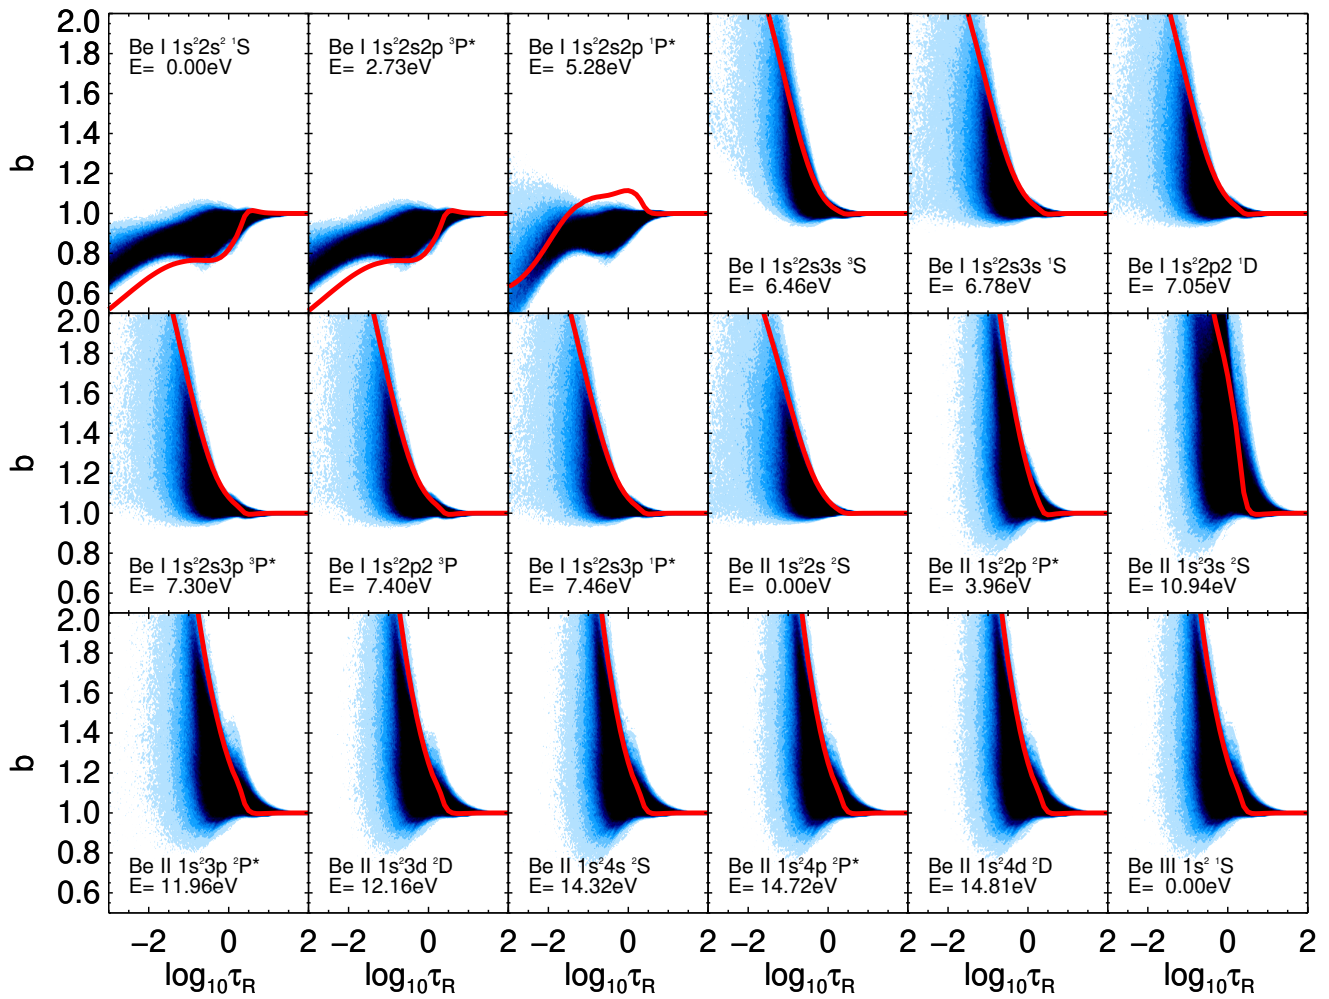 2.0
1.8
1.6
1.4
1.2
1.0
0.8
0.6
b
Be I 1s²2s² ¹S
E= 0.00eV
Be I 1s²2s2p ³P*
E= 2.73eV
Be I 1s²2s2p ¹P*
E= 5.28eV
Be I 1s²2s3s ³S
E= 6.46eV
Be I 1s²2s3s ¹S
E= 6.78eV
Be I 1s²2p2 ¹D
E= 7.05eV
2.0
1.8
1.6
1.4
1.2
1.0
0.8
0.6
b
Be I 1s²2s3p ³P*
E= 7.30eV
Be I 1s²2p2 ³P
E= 7.40eV
Be I 1s²2s3p ¹P*
E= 7.46eV
Be II 1s²2s ²S
E= 0.00eV
Be II 1s²2p ²P*
E= 3.96eV
Be II 1s²3s ²S
E= 10.94eV
2.0
1.8
1.6
1.4
1.2
1.0
0.8
0.6
b
Be II 1s²3p ²P*
E= 11.96eV
Be II 1s²3d ²D
E= 12.16eV
Be II 1s²4s ²S
E= 14.32eV
Be II 1s²4p ²P*
E= 14.72eV
Be II 1s²4d ²D
E= 14.81eV
Be III 1s² ¹S
E= 0.00eV
−2 0 2 −2 0 2 −2 0 2 −2 0 2 −2 0 2 −2 0 2
log₁₀τR log₁₀τR log₁₀τR log₁₀τR log₁₀τR log₁₀τR